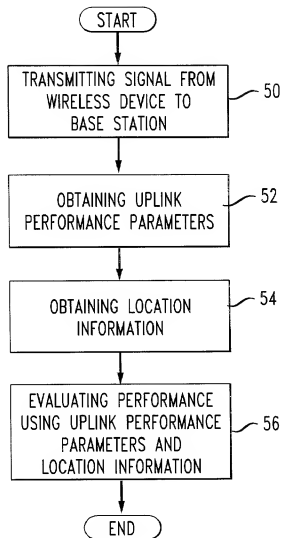 START
TRANSMITTING SIGNAL FROM
WIRELESS DEVICE TO
BASE STATION
50
OBTAINING UPLINK
PERFORMANCE PARAMETERS
52
OBTAINING LOCATION
INFORMATION
54
EVALUATING PERFORMANCE
USING UPLINK PERFORMANCE
PARAMETERS AND
LOCATION INFORMATION
56
END